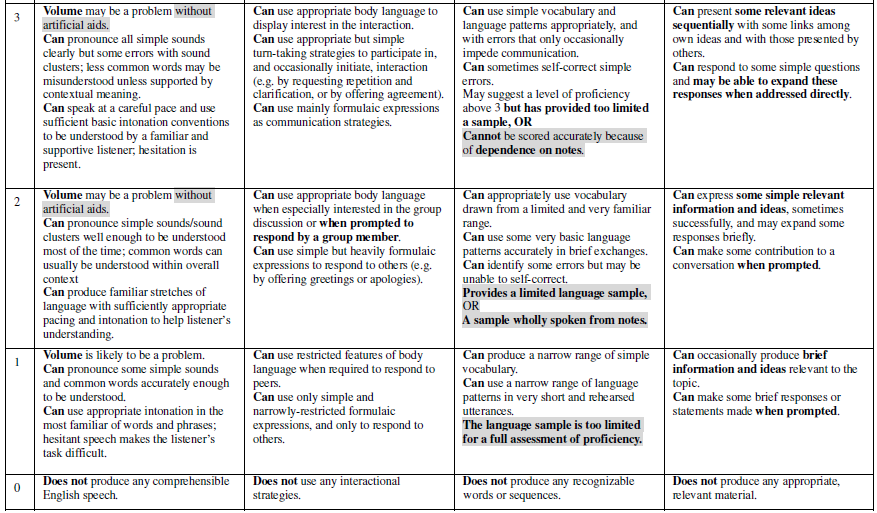 3
Volume may be a problem without
artificial aids.
Can pronounce all simple sounds
clearly but some errors with sound
clusters; less common words may be
misunderstood unless supported by
contextual meaning.
Can speak at a careful pace and use
sufficient basic intonation conventions
to be understood by a familiar and
supportive listener; hesitation is
present.
Can use appropriate body language to
display interest in the interaction.
Can use appropriate but simple
turn-taking strategies to participate in,
and occasionally initiate, interaction
(e.g. by requesting repetition and
clarification, or by offering agreement).
Can use mainly formulaic expressions
as communication strategies.
Can use simple vocabulary and
language patterns appropriately, and
with errors that only occasionally
impede communication.
Can sometimes self-correct simple
errors.
May suggest a level of proficiency
above 3 but has provided too limited
a sample, OR
Cannot be scored accurately because
of dependence on notes.
Can present some relevant ideas
sequentially with some links among
own ideas and with those presented by
others.
Can respond to some simple questions
and may be able to expand these
responses when addressed directly.
2
Volume may be a problem without
artificial aids.
Can pronounce simple sounds/sound
clusters well enough to be understood
most of the time; common words can
usually be understood within overall
context
Can produce familiar stretches of
language with sufficiently appropriate
pacing and intonation to help listener's
understanding.
Can use appropriate body language
when especially interested in the group
discussion or when prompted to
respond by a group member.
Can use simple but heavily formulaic
expressions to respond to others (e.g.
by offering greetings or apologies).
Can appropriately use vocabulary
drawn from a limited and very familiar
range.
Can use some very basic language
patterns accurately in brief exchanges.
Can identify some errors but may be
unable to self-correct.
Provides a limited language sample,
OR
A sample wholly spoken from notes.
Can express some simple relevant
information and ideas, sometimes
successfully, and may expand some
responses briefly.
Can make some contribution to a
conversation when prompted.
1
Volume is likely to be a problem.
Can pronounce some simple sounds
and common words accurately enough
to be understood.
Can use appropriate intonation in the
most familiar of words and phrases;
hesitant speech makes the listener's
task difficult.
Can use restricted features of body
language when required to respond to
peers.
Can use only simple and
narrowly-restricted formulaic
expressions, and only to respond to
others.
Can produce a narrow range of simple
vocabulary.
Can use a narrow range of language
patterns in very short and rehearsed
utterances.
The language sample is too limited
for a full assessment of proficiency.
Can occasionally produce brief
information and ideas relevant to the
topic.
Can make some brief responses or
statements made when prompted.
0
Does not produce any comprehensible
English speech.
Does not use any interactional
strategies.
Does not produce any recognizable
words or sequences.
Does not produce any appropriate,
relevant material.